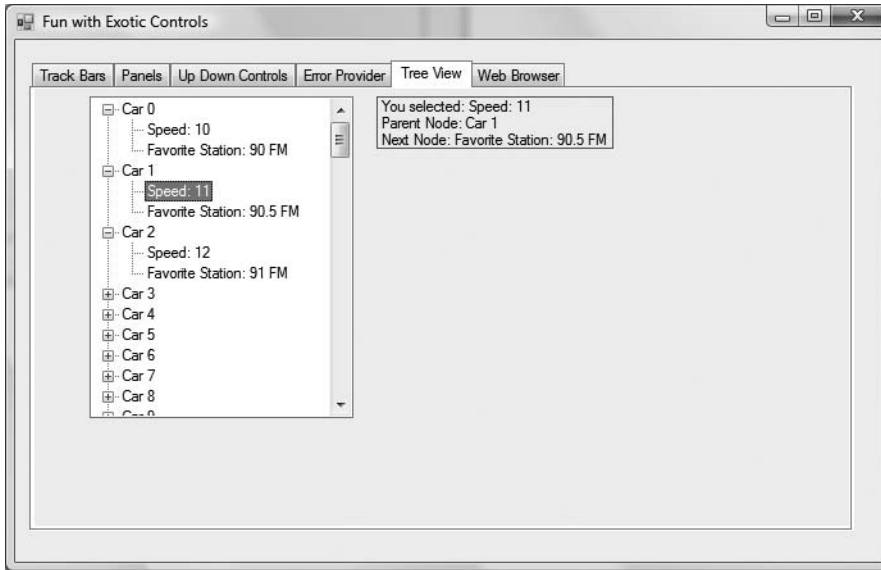 Fun with Exotic Controls
Track Bars Panels Up Down Controls Error Provider Tree View Web Browser
Car 0
Speed: 10
Favorite Station: 90 FM
Car 1
Speed: 11
Favorite Station: 90.5 FM
Car 2
Speed: 12
Favorite Station: 91 FM
Car 3
Car 4
Car 5
Car 6
Car 7
Car 8
You selected: Speed: 11
Parent Node: Car 1
Next Node: Favorite Station: 90.5 FM